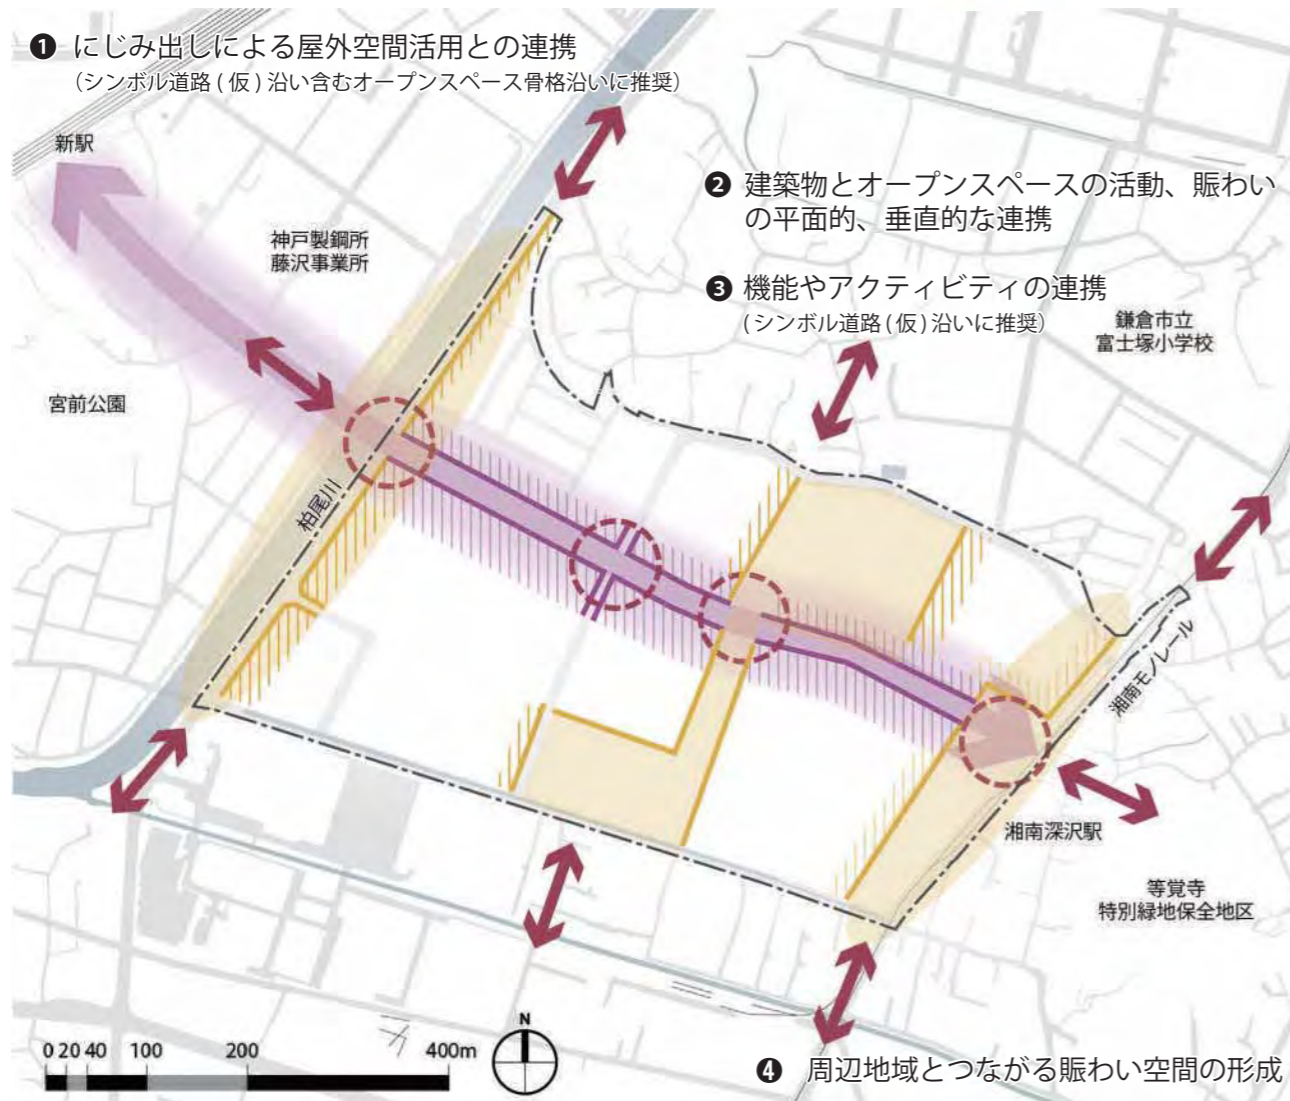 ❶ にじみ出しによる屋外空間活用との連携
（シンボル道路(仮)沿い含むオープンスペース骨格沿いに推奨）
新駅
❷ 建築物とオープンスペースの活動、賑わい
の平面的、垂直的な連携
神戸製鋼所
藤沢事業所
❸ 機能やアクティビティの連携
(シンボル道路(仮)沿いに推奨）
鎌倉市立
富士塚小学校
宮前公園
柏尾川
湘南モノレール
湘南深沢駅
等覚寺
特別緑地保全地区
N
0 20 40 100 200 400m
❹ 周辺地域とつながる賑わい空間の形成